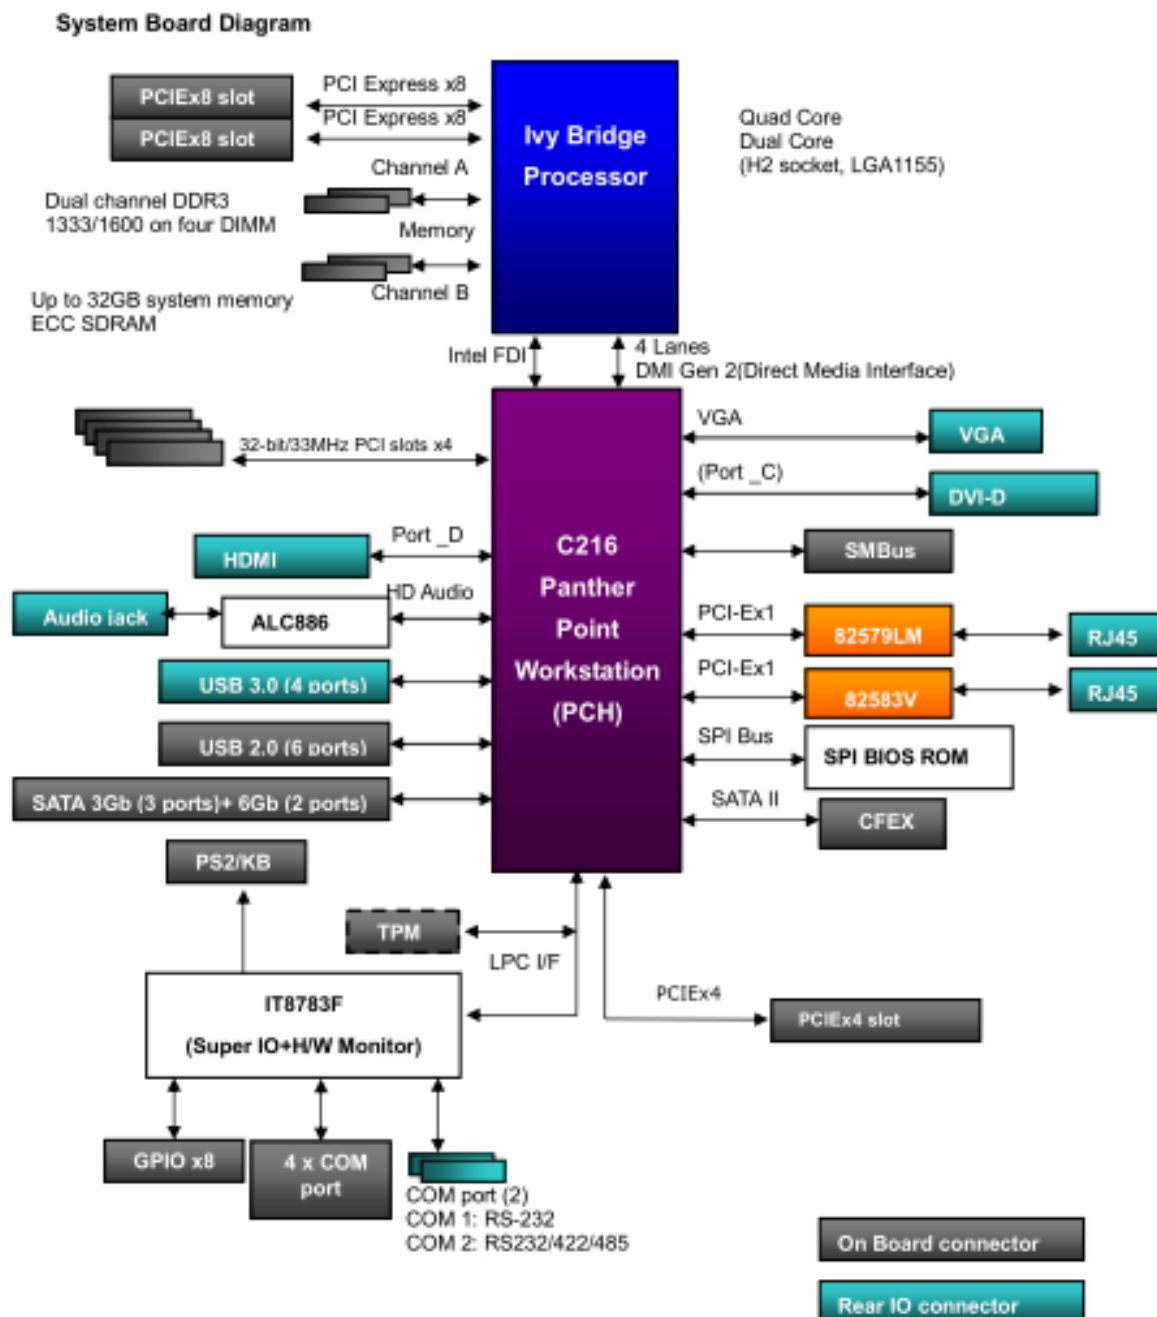 System Board Diagram
PCIEx8 slot
PCI Express x8
PCIEx8 slot
PCI Express x8
Ivy Bridge
Processor
Quad Core
Dual Core
(H2 socket, LGA1155)
Channel A
Dual channel DDR3
1333/1600 on four DIMM
Memory
Channel B
Up to 32GB system memory
ECC SDRAM
Intel FDI
4 Lanes
DMI Gen 2(Direct Media Interface)
32-bit/33MHz PCI slots x4
VGA
VGA
(Port _C)
DVI-D
Port _D
HDMI
C216
Panther
Point
Workstation
(PCH)
SMBus
HD Audio
Audio jack
ALC886
PCI-Ex1
82579LM
RJ45
USB 3.0 (4 ports)
PCI-Ex1
82583V
RJ45
USB 2.0 (6 ports)
SPI Bus
SPI BIOS ROM
SATA 3Gb (3 ports)+ 6Gb (2 ports)
SATA II
CFEX
PS2/KB
TPM
LPC I/F
IT8783F
(Super IO+H/W Monitor)
PCIEx4
PCIEx4 slot
GPIO x8
4 x COM
port
COM port (2)
COM 1: RS-232
COM 2: RS232/422/485
On Board connector
Rear IO connector